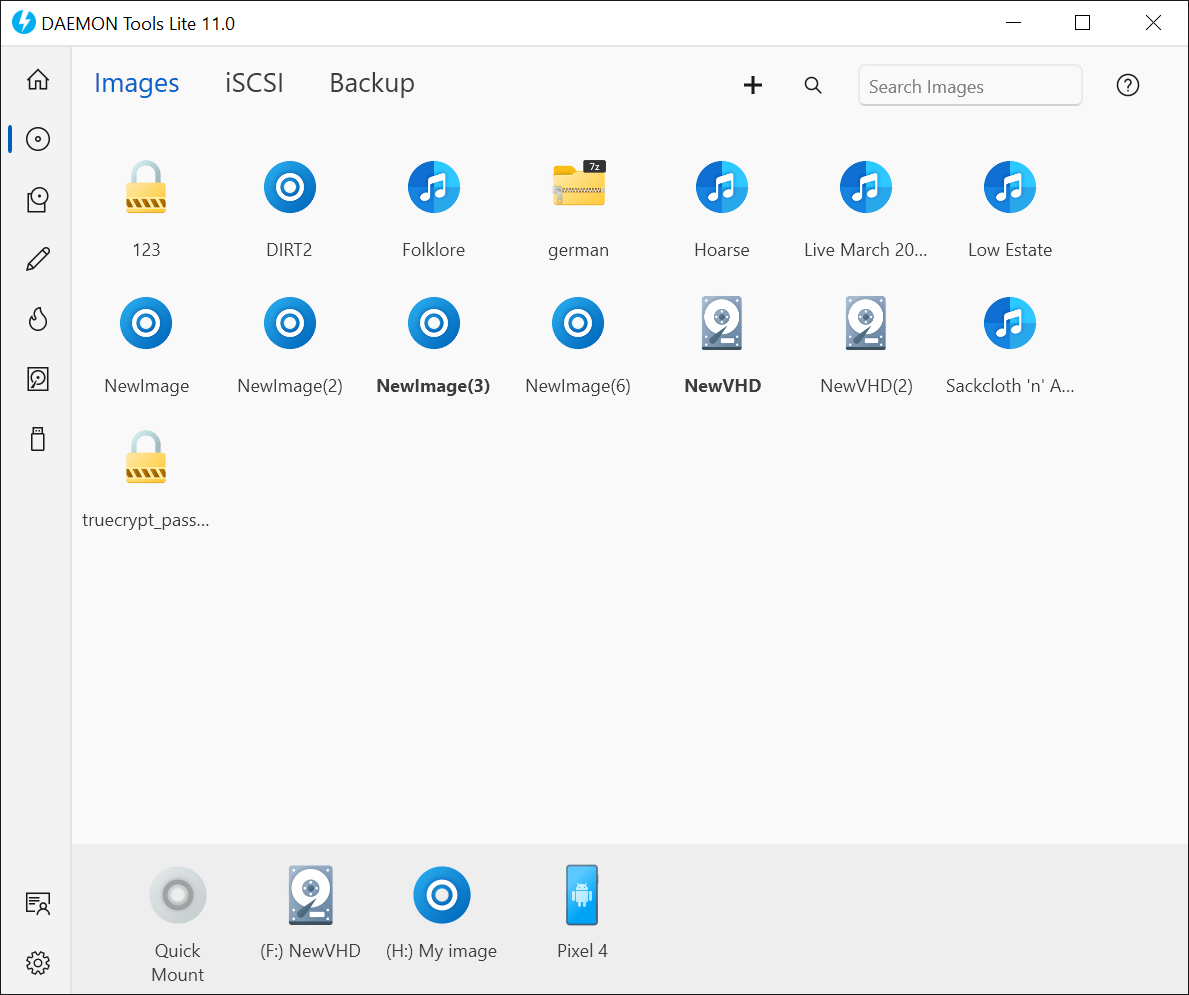 DAEMON Tools Lite 11.0
Images iSCSI Backup Search Images
7z
123 DIRT2 Folklore german Hoarse Live March 20... Low Estate
NewImage NewImage(2) NewImage(3) NewImage(6) NewVHD NewVHD(2) Sackcloth 'n' A...
truecrypt_pass...
Quick Mount (F:) NewVHD (H:) My image Pixel 4